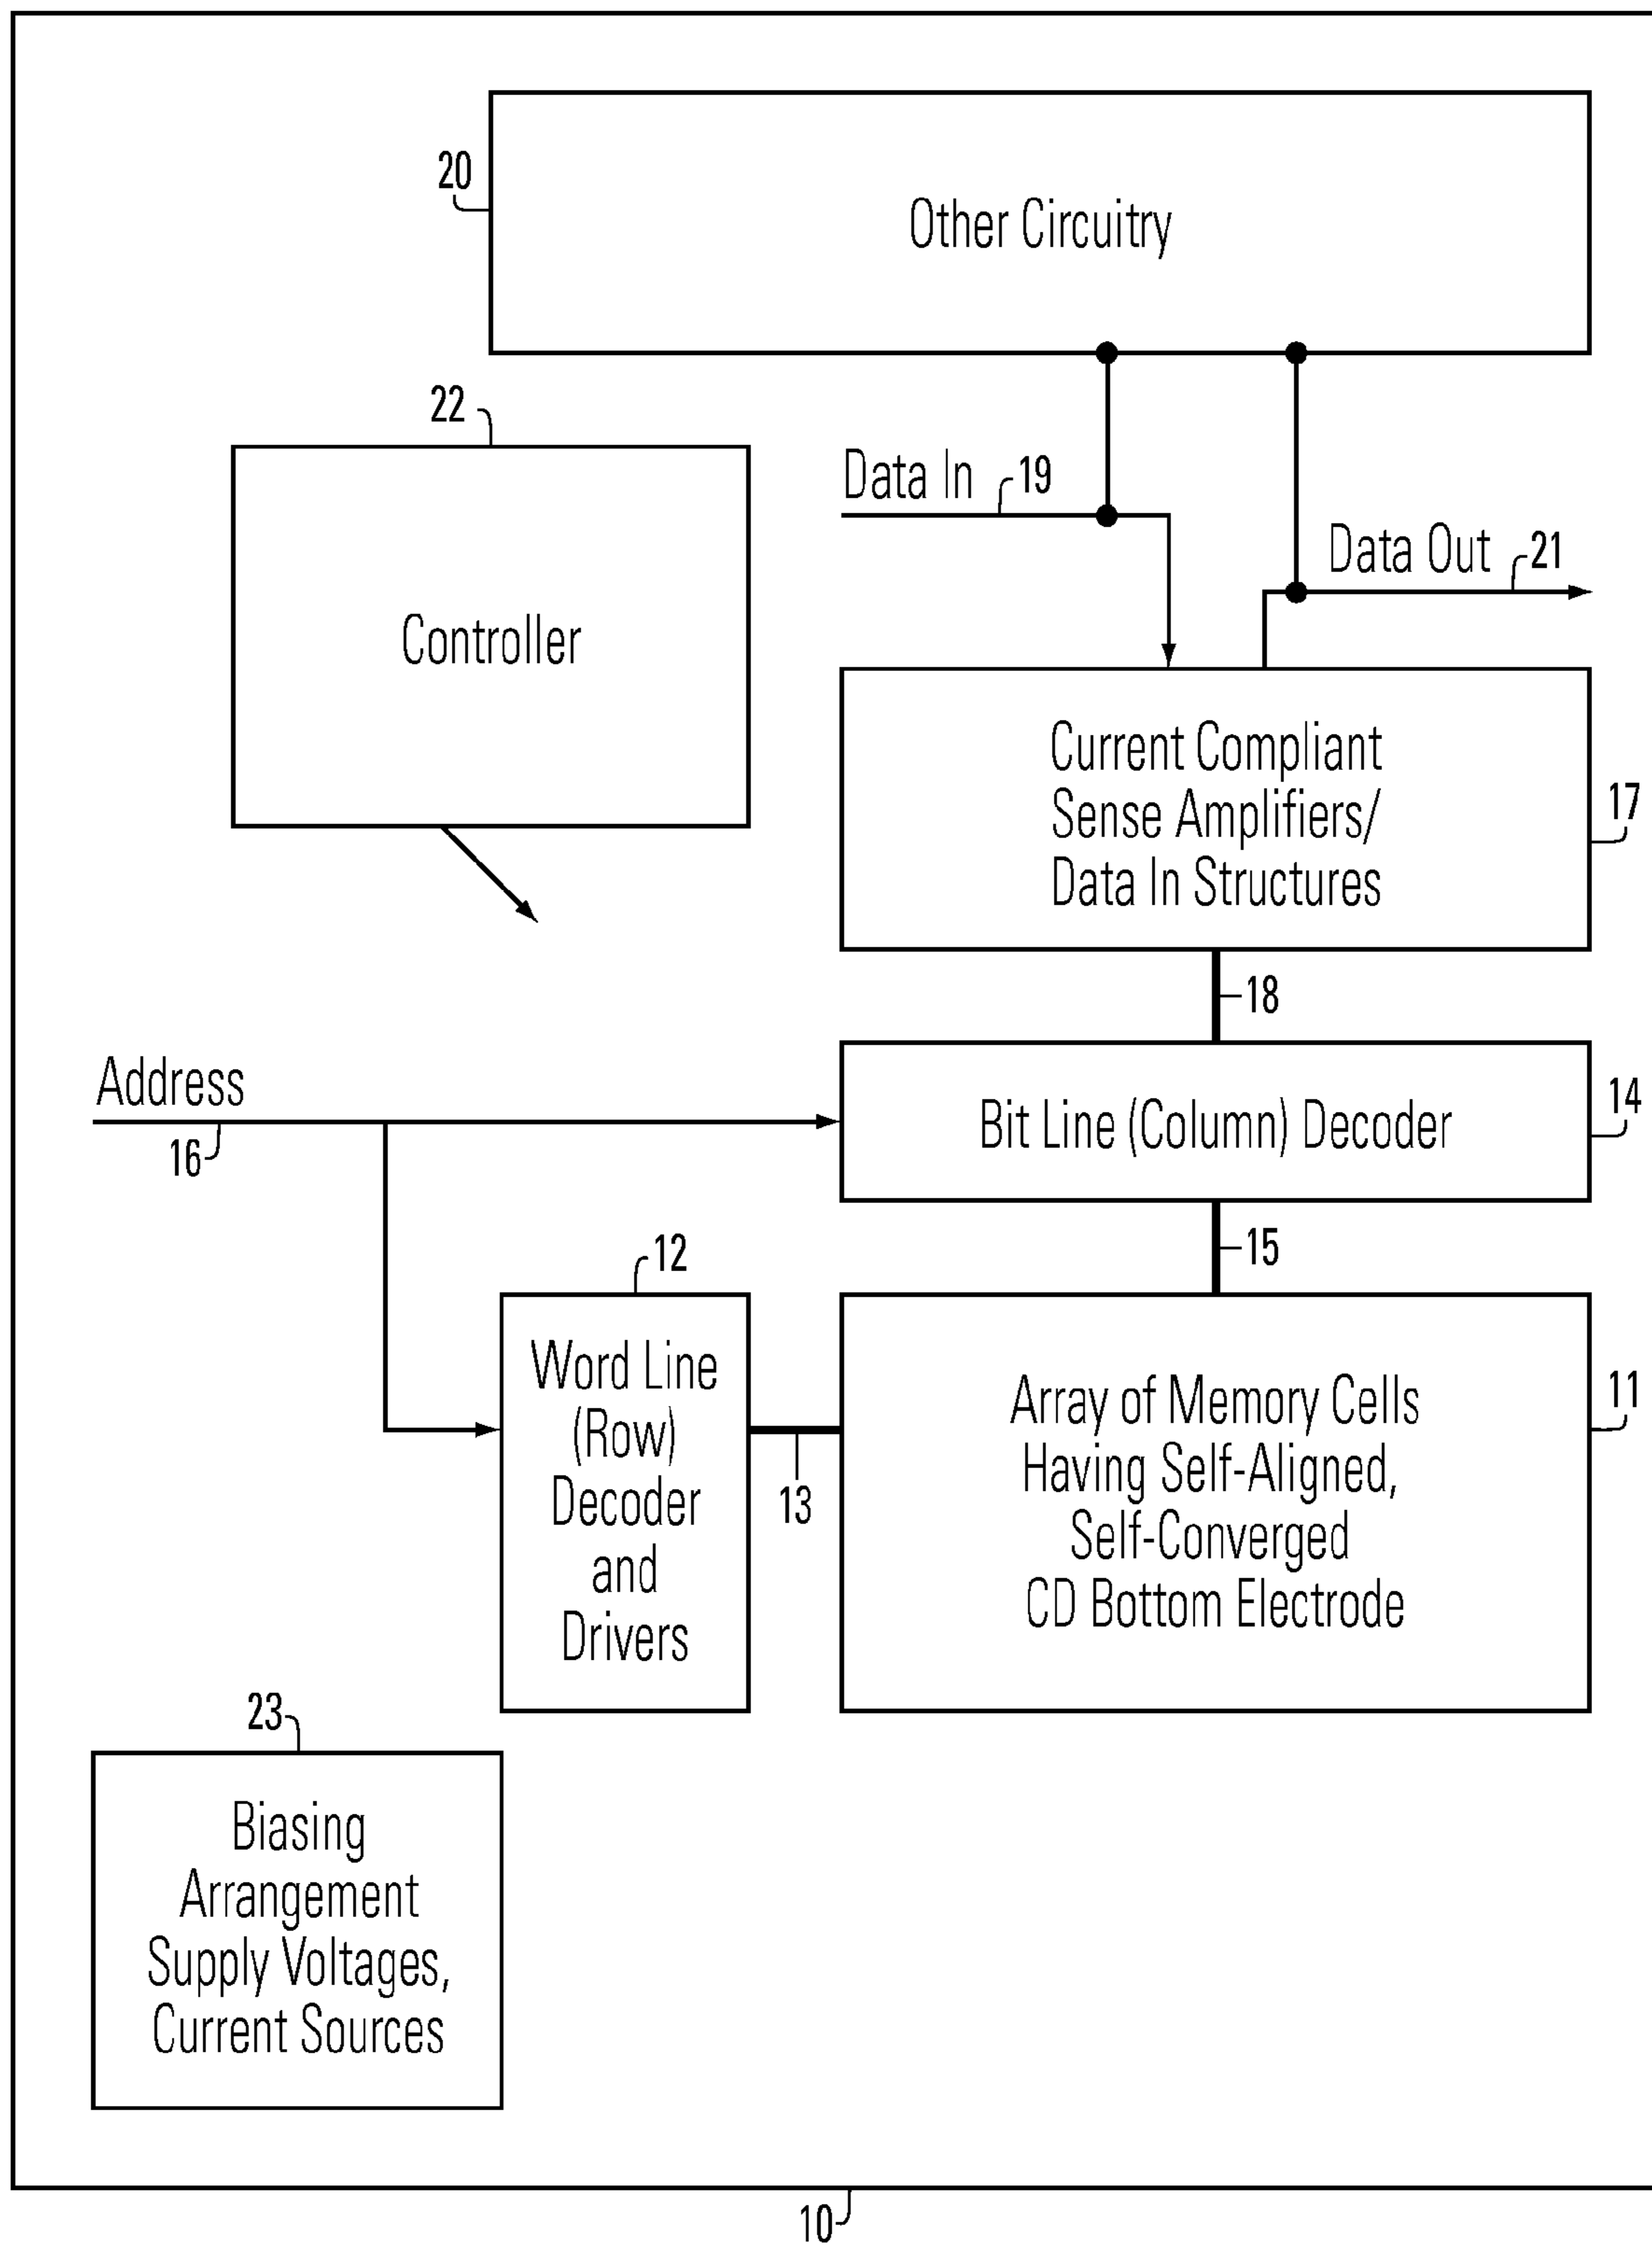 20
Other Circuitry
22
Controller
Data In
19
Data Out
21
Current Compliant
Sense Amplifiers/
Data In Structures
17
18
Address
16
Bit Line (Column) Decoder
14
15
12
Word Line
(Row)
Decoder
and
Drivers
13
Array of Memory Cells
Having Self-Aligned,
Self-Converged
CD Bottom Electrode
11
23
Biasing
Arrangement
Supply Voltages,
Current Sources
10